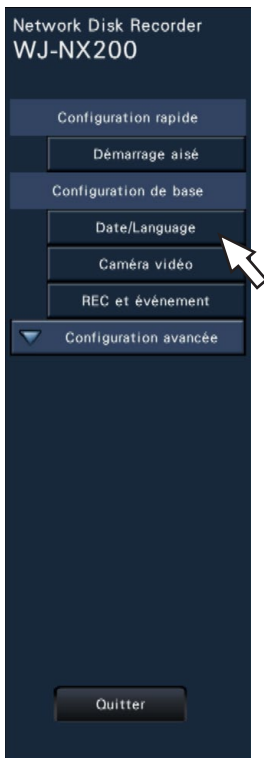 Network Disk Recorder
WJ-NX200
Configuration rapide
Démarrage aisé
Configuration de base
Date/Language
Caméra vidéo
REC et événement
Configuration avancée
Quitter